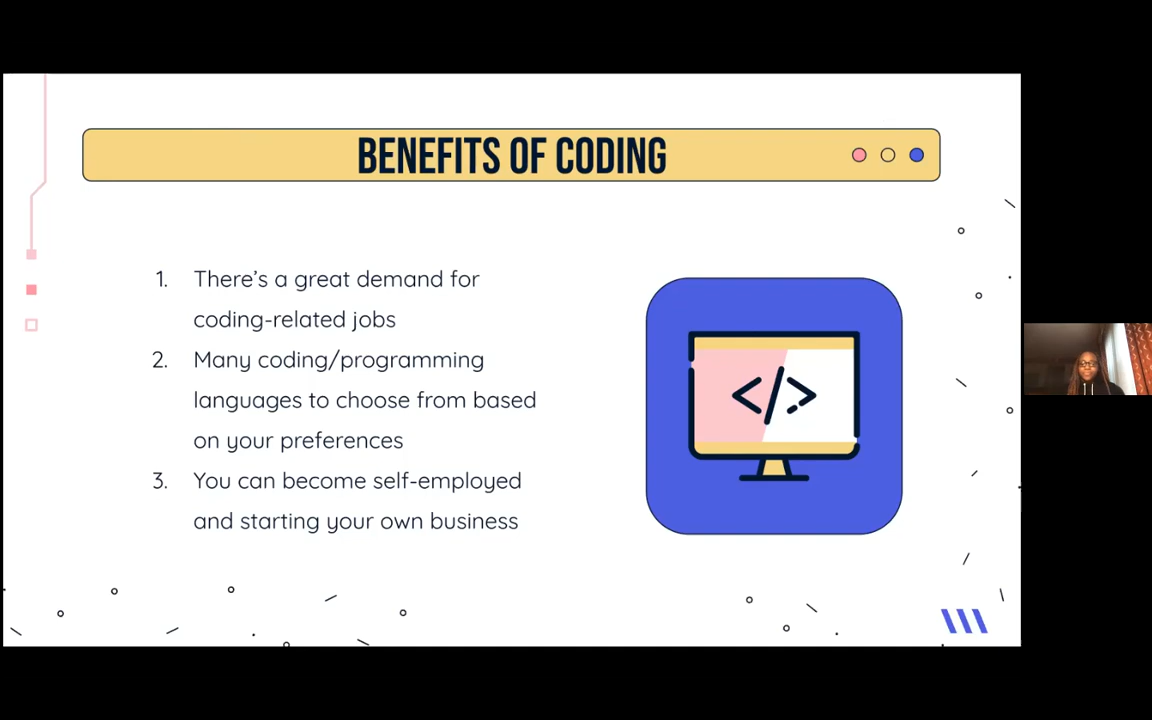 BENEFITS OF CODING
1. There's a great demand for
coding-related jobs
2. Many coding/programming
languages to choose from based
on your preferences
3. You can become self-employed
and starting your own business
</>